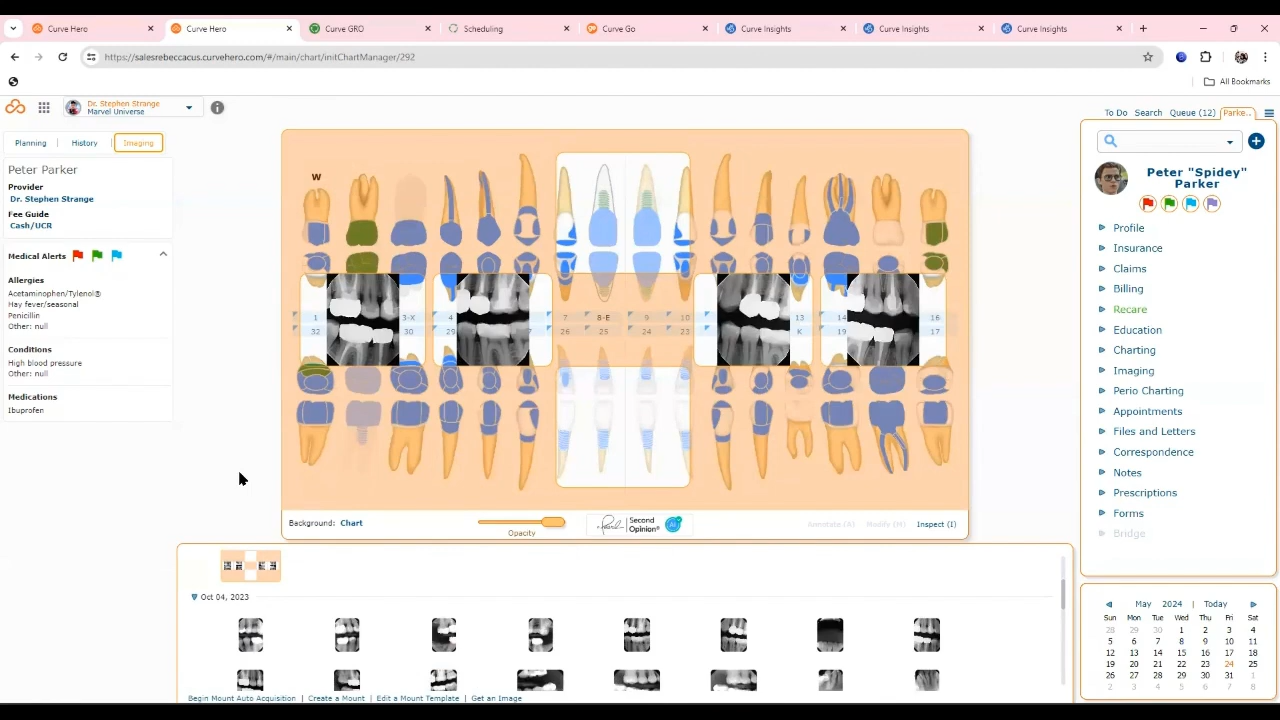 Curve Hero
Curve Hero
Curve GRO
Scheduling
Curve Go
Curve Insights
Curve Insights
Curve Insights
https://salesrebeccacus.curvehero.com/#/main/chart/initChartManager/292
All Bookmarks
Dr. Stephen Strange
Marvel Universe
To Do Search Queue (12) Parke...
Planning History Imaging
Peter Parker
Provider
Dr. Stephen Strange
Fee Guide
Cash/UCR
Medical Alerts
Allergies
Acetaminophen/Tylenol®
Hay fever/seasonal
Penicillin
Other: null
Conditions
High blood pressure
Other: null
Medications
Ibuprofen
W
1 3-X 4 7 8-E 9 10 13 14 16
32 30 29 26 25 24 23 K 19 17
Background: Chart
Opacity
Pearl Second
Opinion®
Annotate (A) Modify (M) Inspect (I)
Oct 04, 2023
Begin Mount Auto Acquisition | Create a Mount | Edit a Mount Template | Get an Image
Peter "Spidey"
Parker
Profile
Insurance
Claims
Billing
Recare
Education
Charting
Imaging
Perio Charting
Appointments
Files and Letters
Correspondence
Notes
Prescriptions
Forms
Bridge
May 2024 | Today
Sun Mon Tue Wed Thu Fri Sat
28 29 30 1 2 3 4
5 6 7 8 9 10 11
12 13 14 15 16 17 18
19 20 21 22 23 24 25
26 27 28 29 30 31 1
2 3 4 5 6 7 8